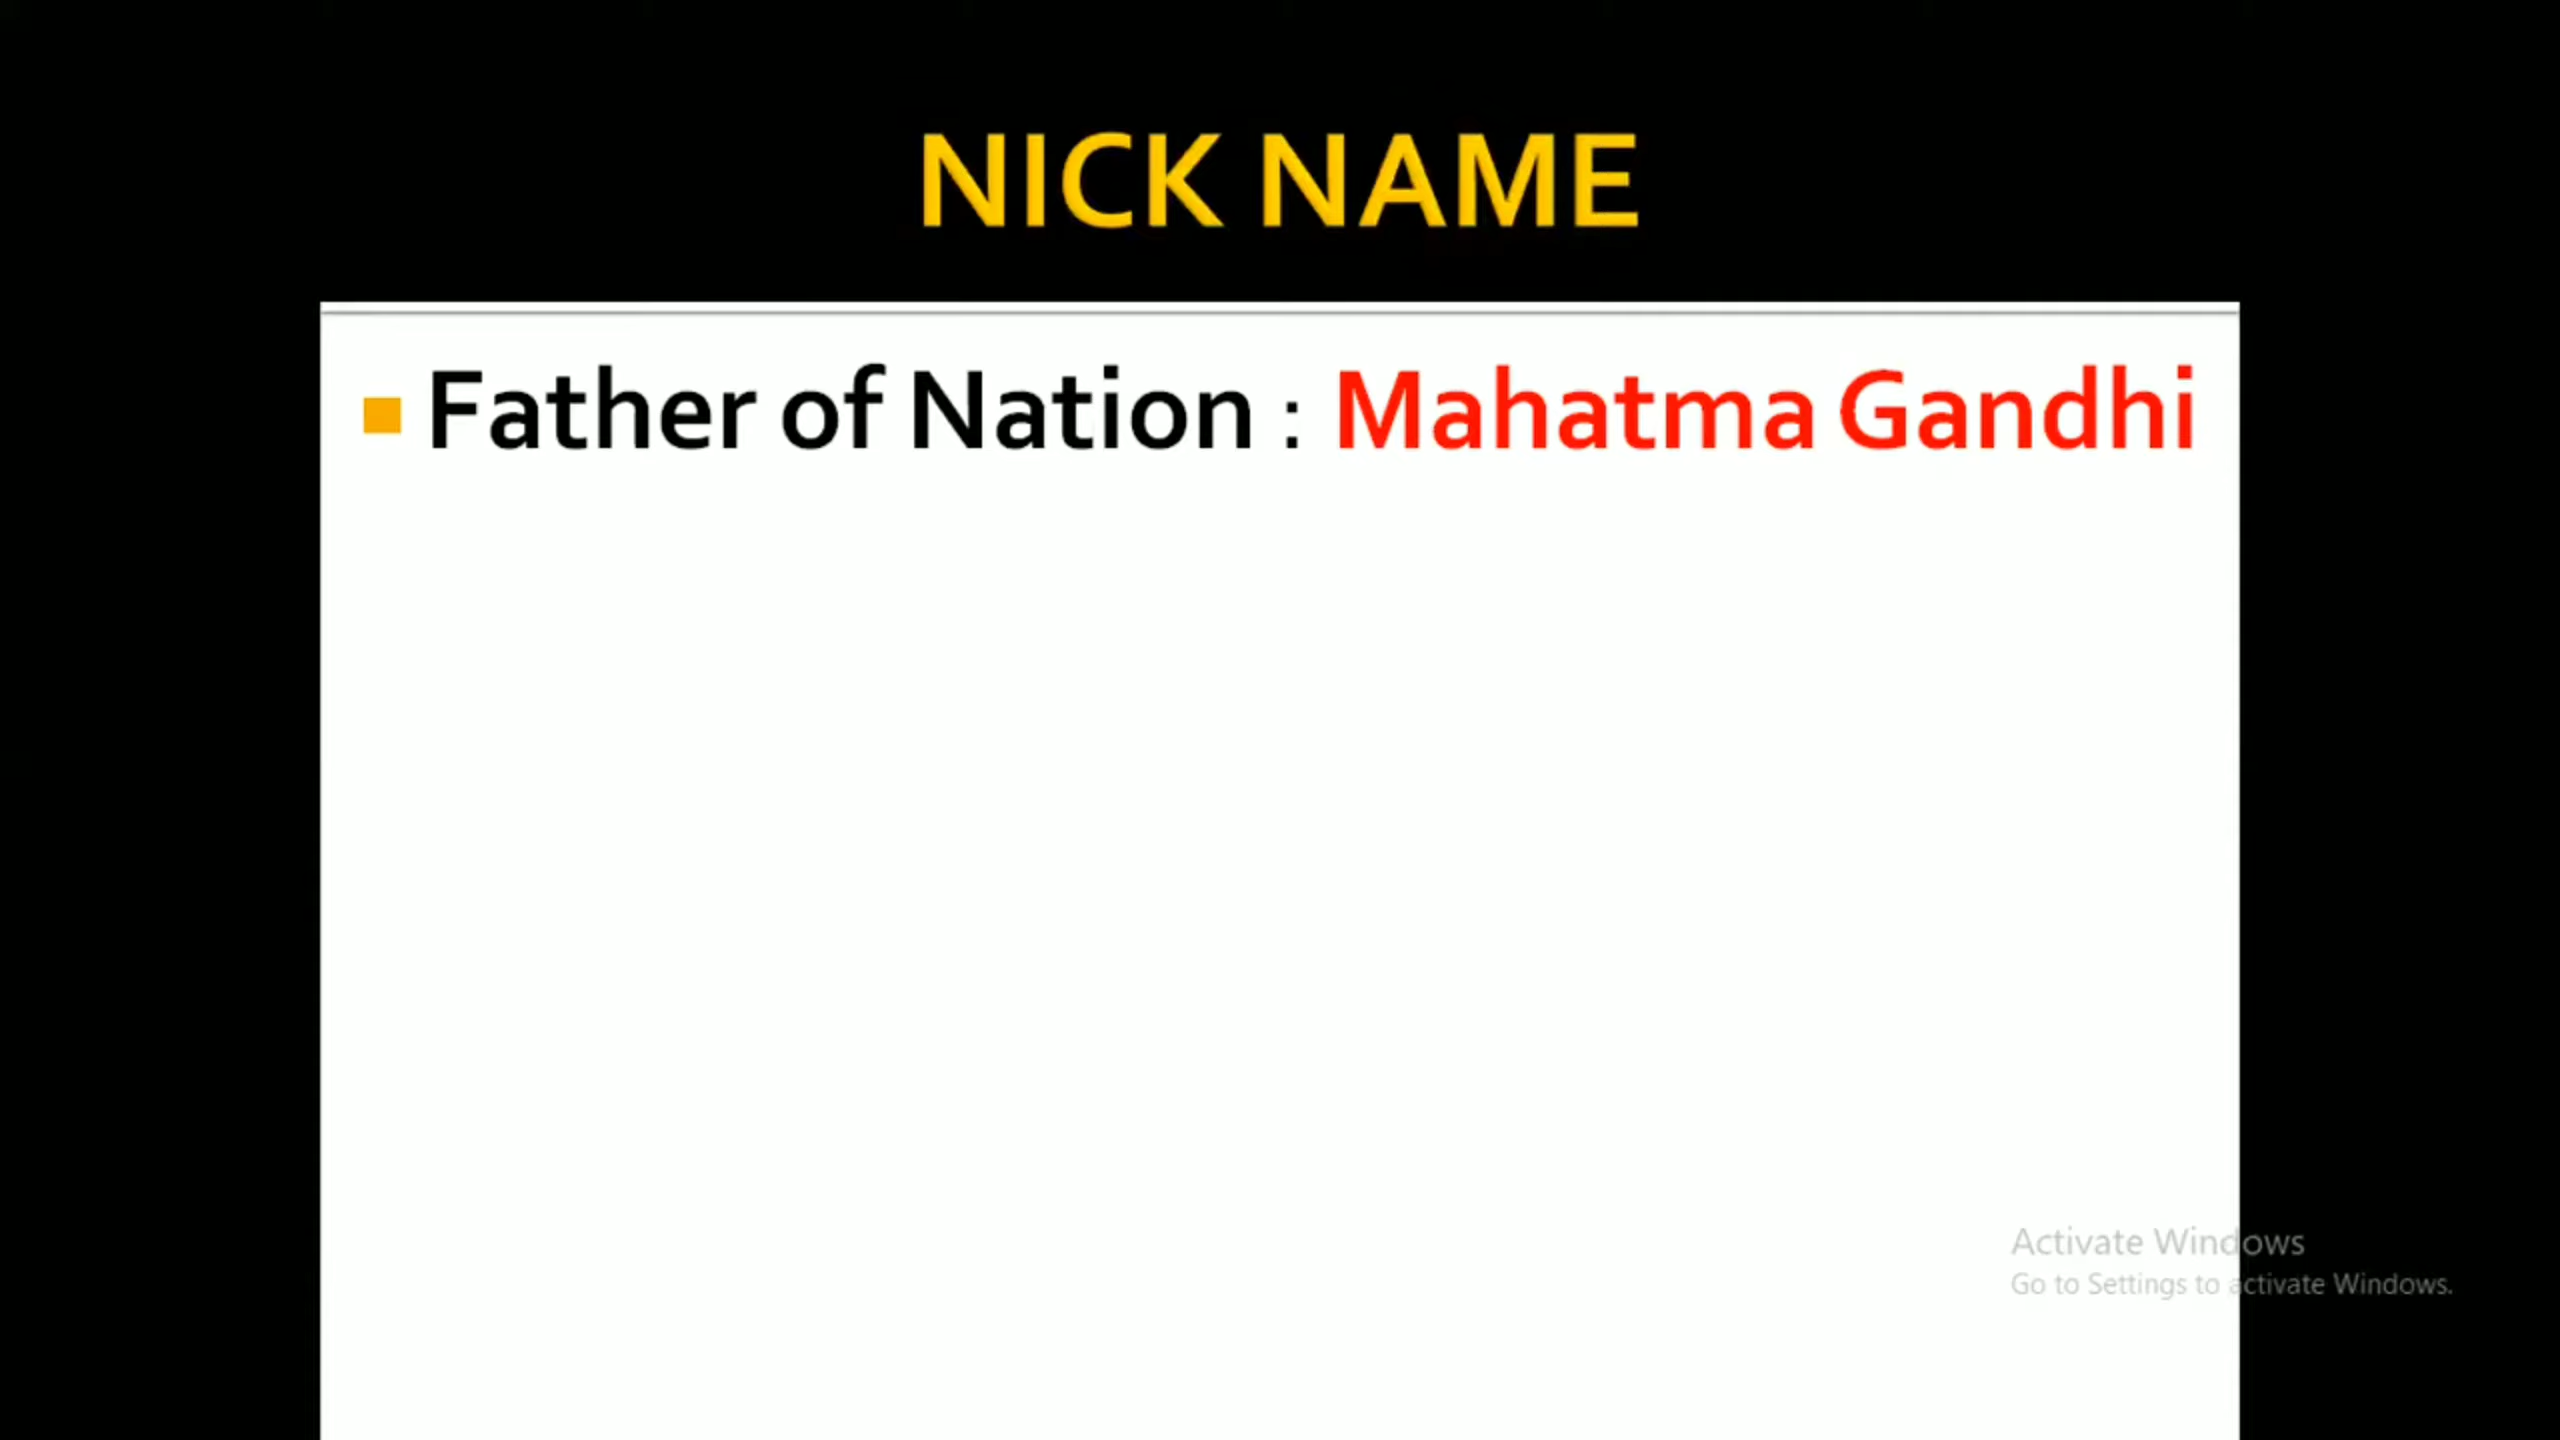 NICK NAME
Father of Nation : Mahatma Gandhi
Activate Windows
Go to Settings to activate Windows.